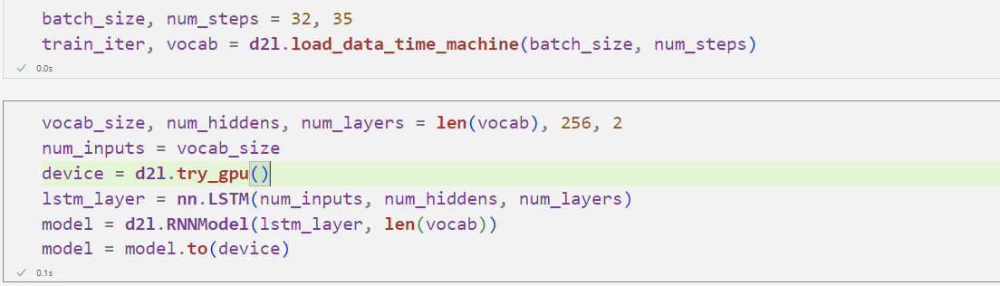 batch_size, num_steps = 32, 35
train_iter, vocab = d2l.load_data_time_machine(batch_size, num_steps)
✓ 0.0s
vocab_size, num_hiddens, num_layers = len(vocab), 256, 2
num_inputs = vocab_size
device = d2l.try_gpu()
lstm_layer = nn.LSTM(num_inputs, num_hiddens, num_layers)
model = d2l.RNNModel(lstm_layer, len(vocab))
model = model.to(device)
✓ 0.1s